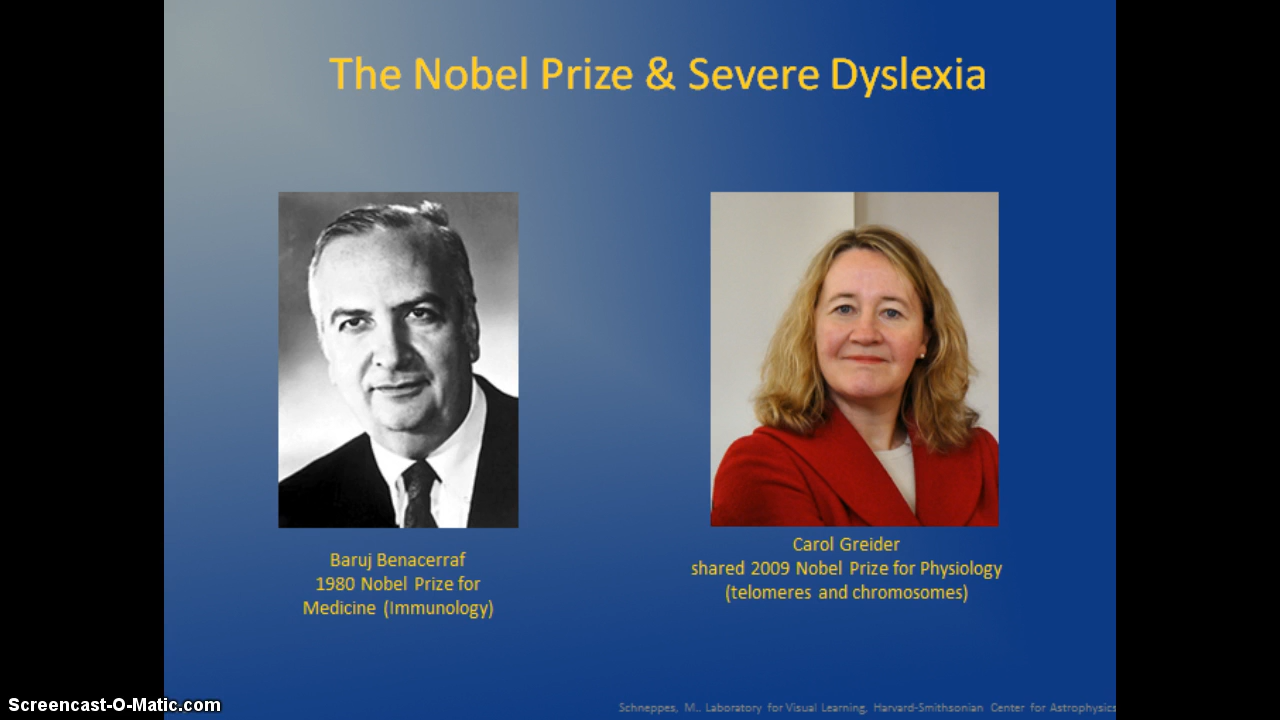 The Nobel Prize & Severe Dyslexia
Baruj Benacerraf
1980 Nobel Prize for
Medicine (Immunology)
Carol Greider
shared 2009 Nobel Prize for Physiology
(telomeres and chromosomes)
Schneppes, M.. Laboratory for Visual Learning, Harvard-Smithsonian Center for Astrophysics
Screencast-O-Matic.com